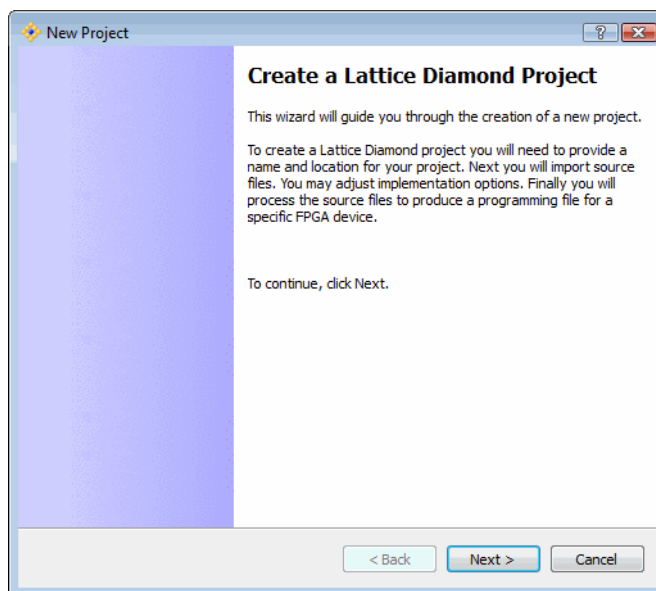 New Project
Create a Lattice Diamond Project
This wizard will guide you through the creation of a new project.
To create a Lattice Diamond project you will need to provide a
name and location for your project. Next you will import source
files. You may adjust implementation options. Finally you will
process the source files to produce a programming file for a
specific FPGA device.
To continue, click Next.
< Back
Next >
Cancel